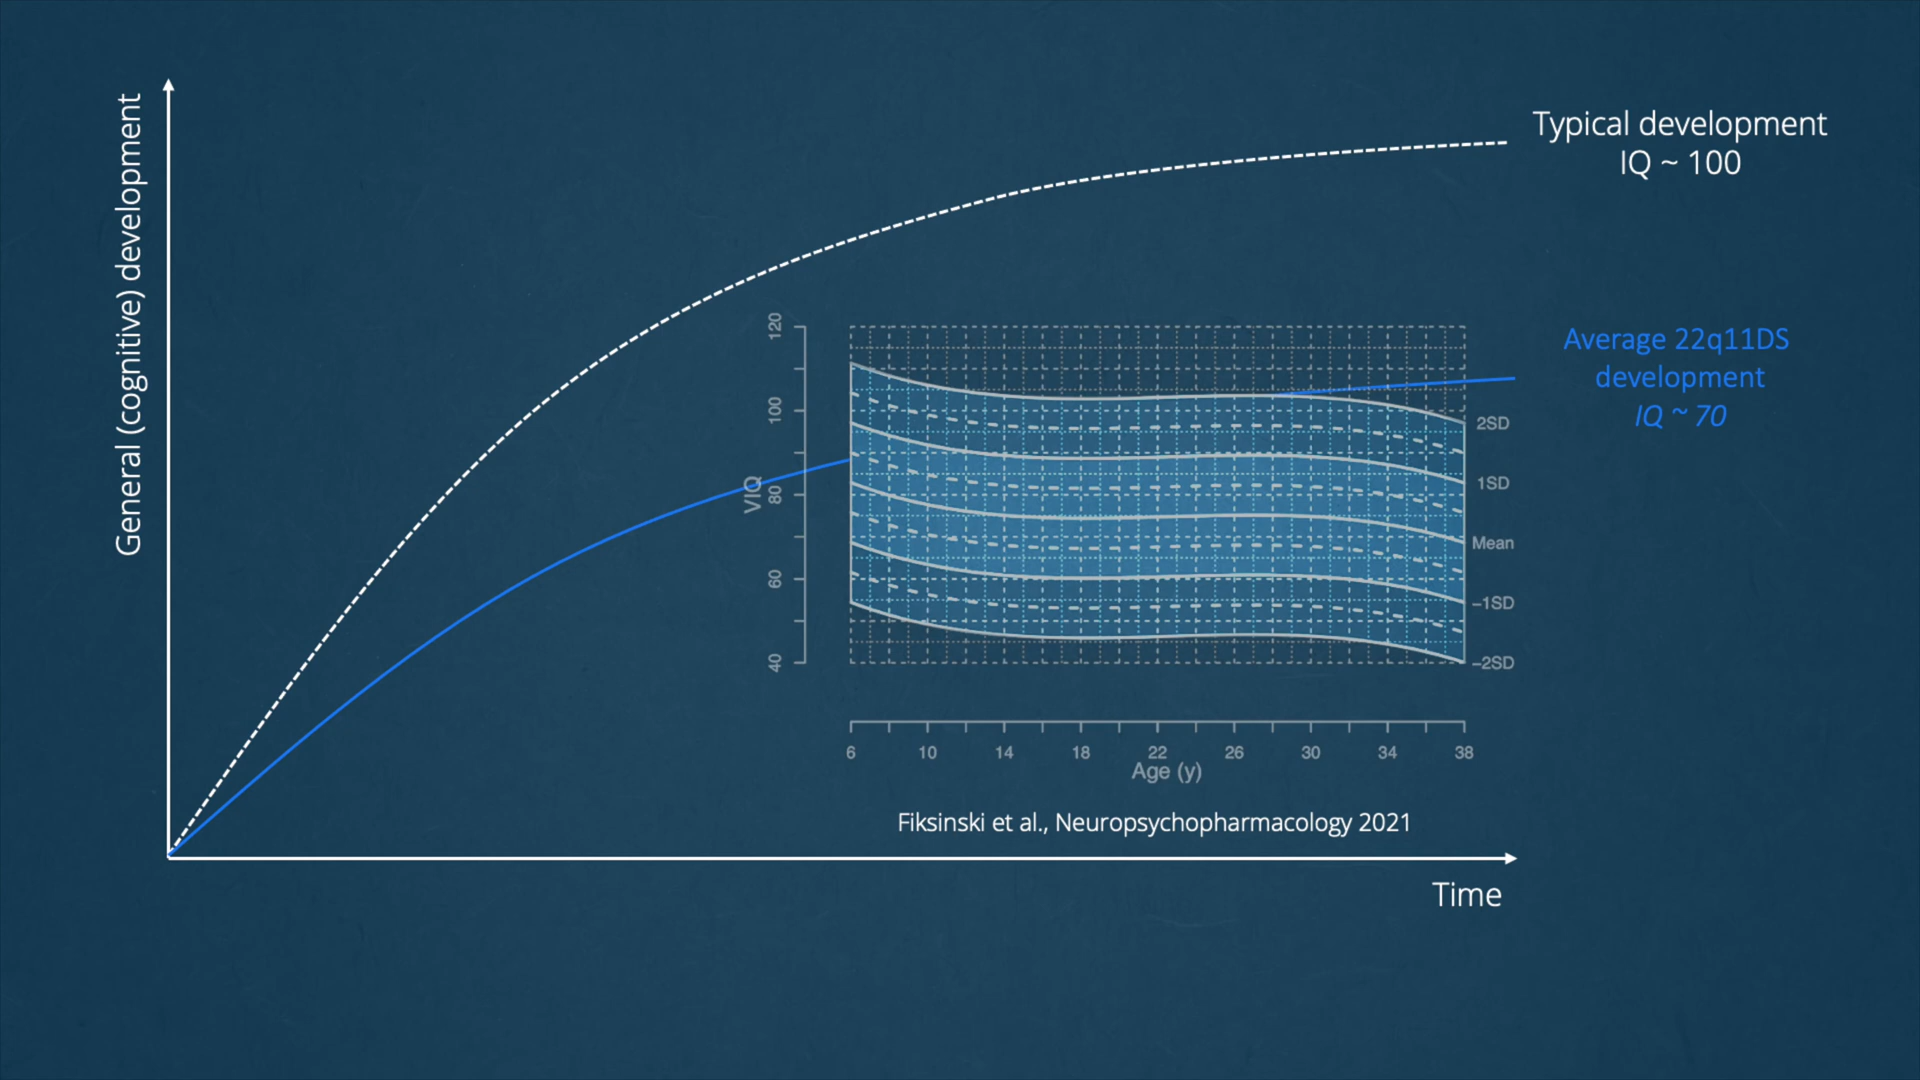 General (cognitive) development
Typical development
IQ ~ 100
Average 22q11DS
development
IQ ~ 70
VIQ
120
100
80
60
40
2SD
1SD
Mean
−1SD
−2SD
6 10 14 18 22 26 30 34 38
Age (y)
Fiksinski et al., Neuropsychopharmacology 2021
Time